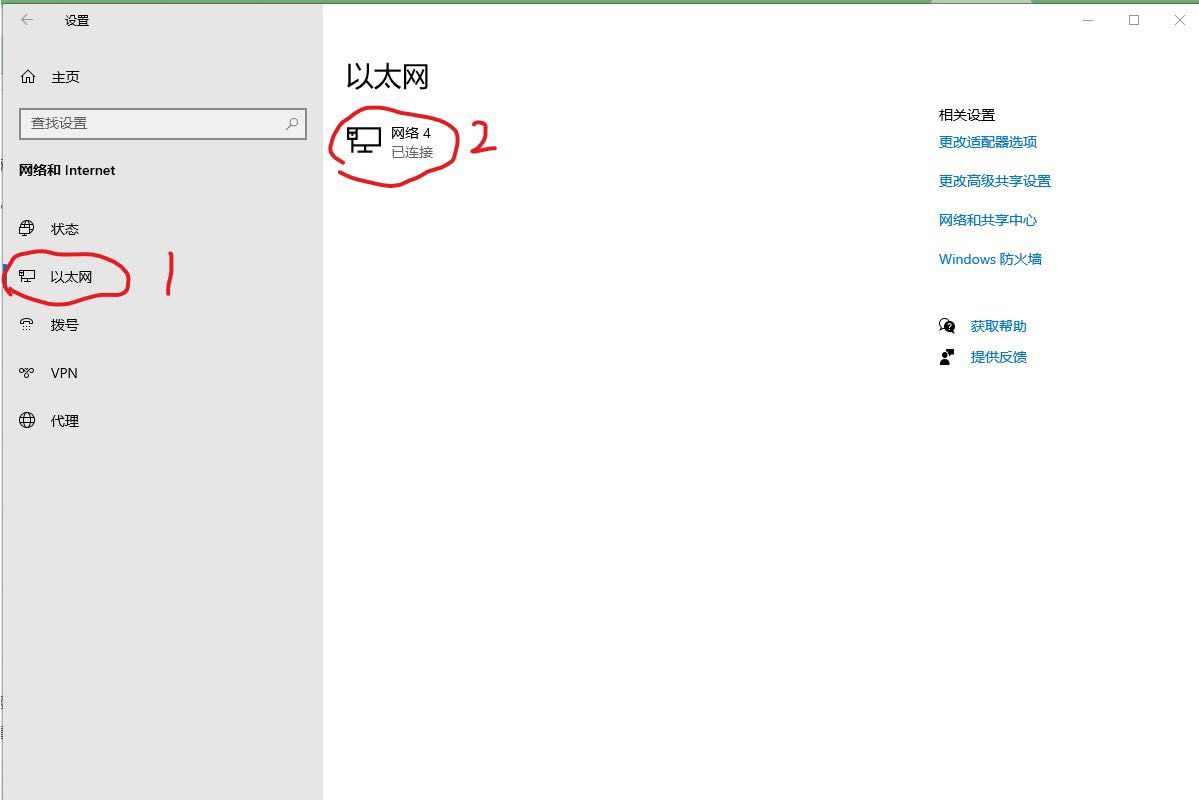 设置
主页
查找设置
网络和 Internet
状态
以太网
1
拨号
VPN
代理
以太网
网络 4
已连接
2
相关设置
更改适配器选项
更改高级共享设置
网络和共享中心
Windows 防火墙
获取帮助
提供反馈